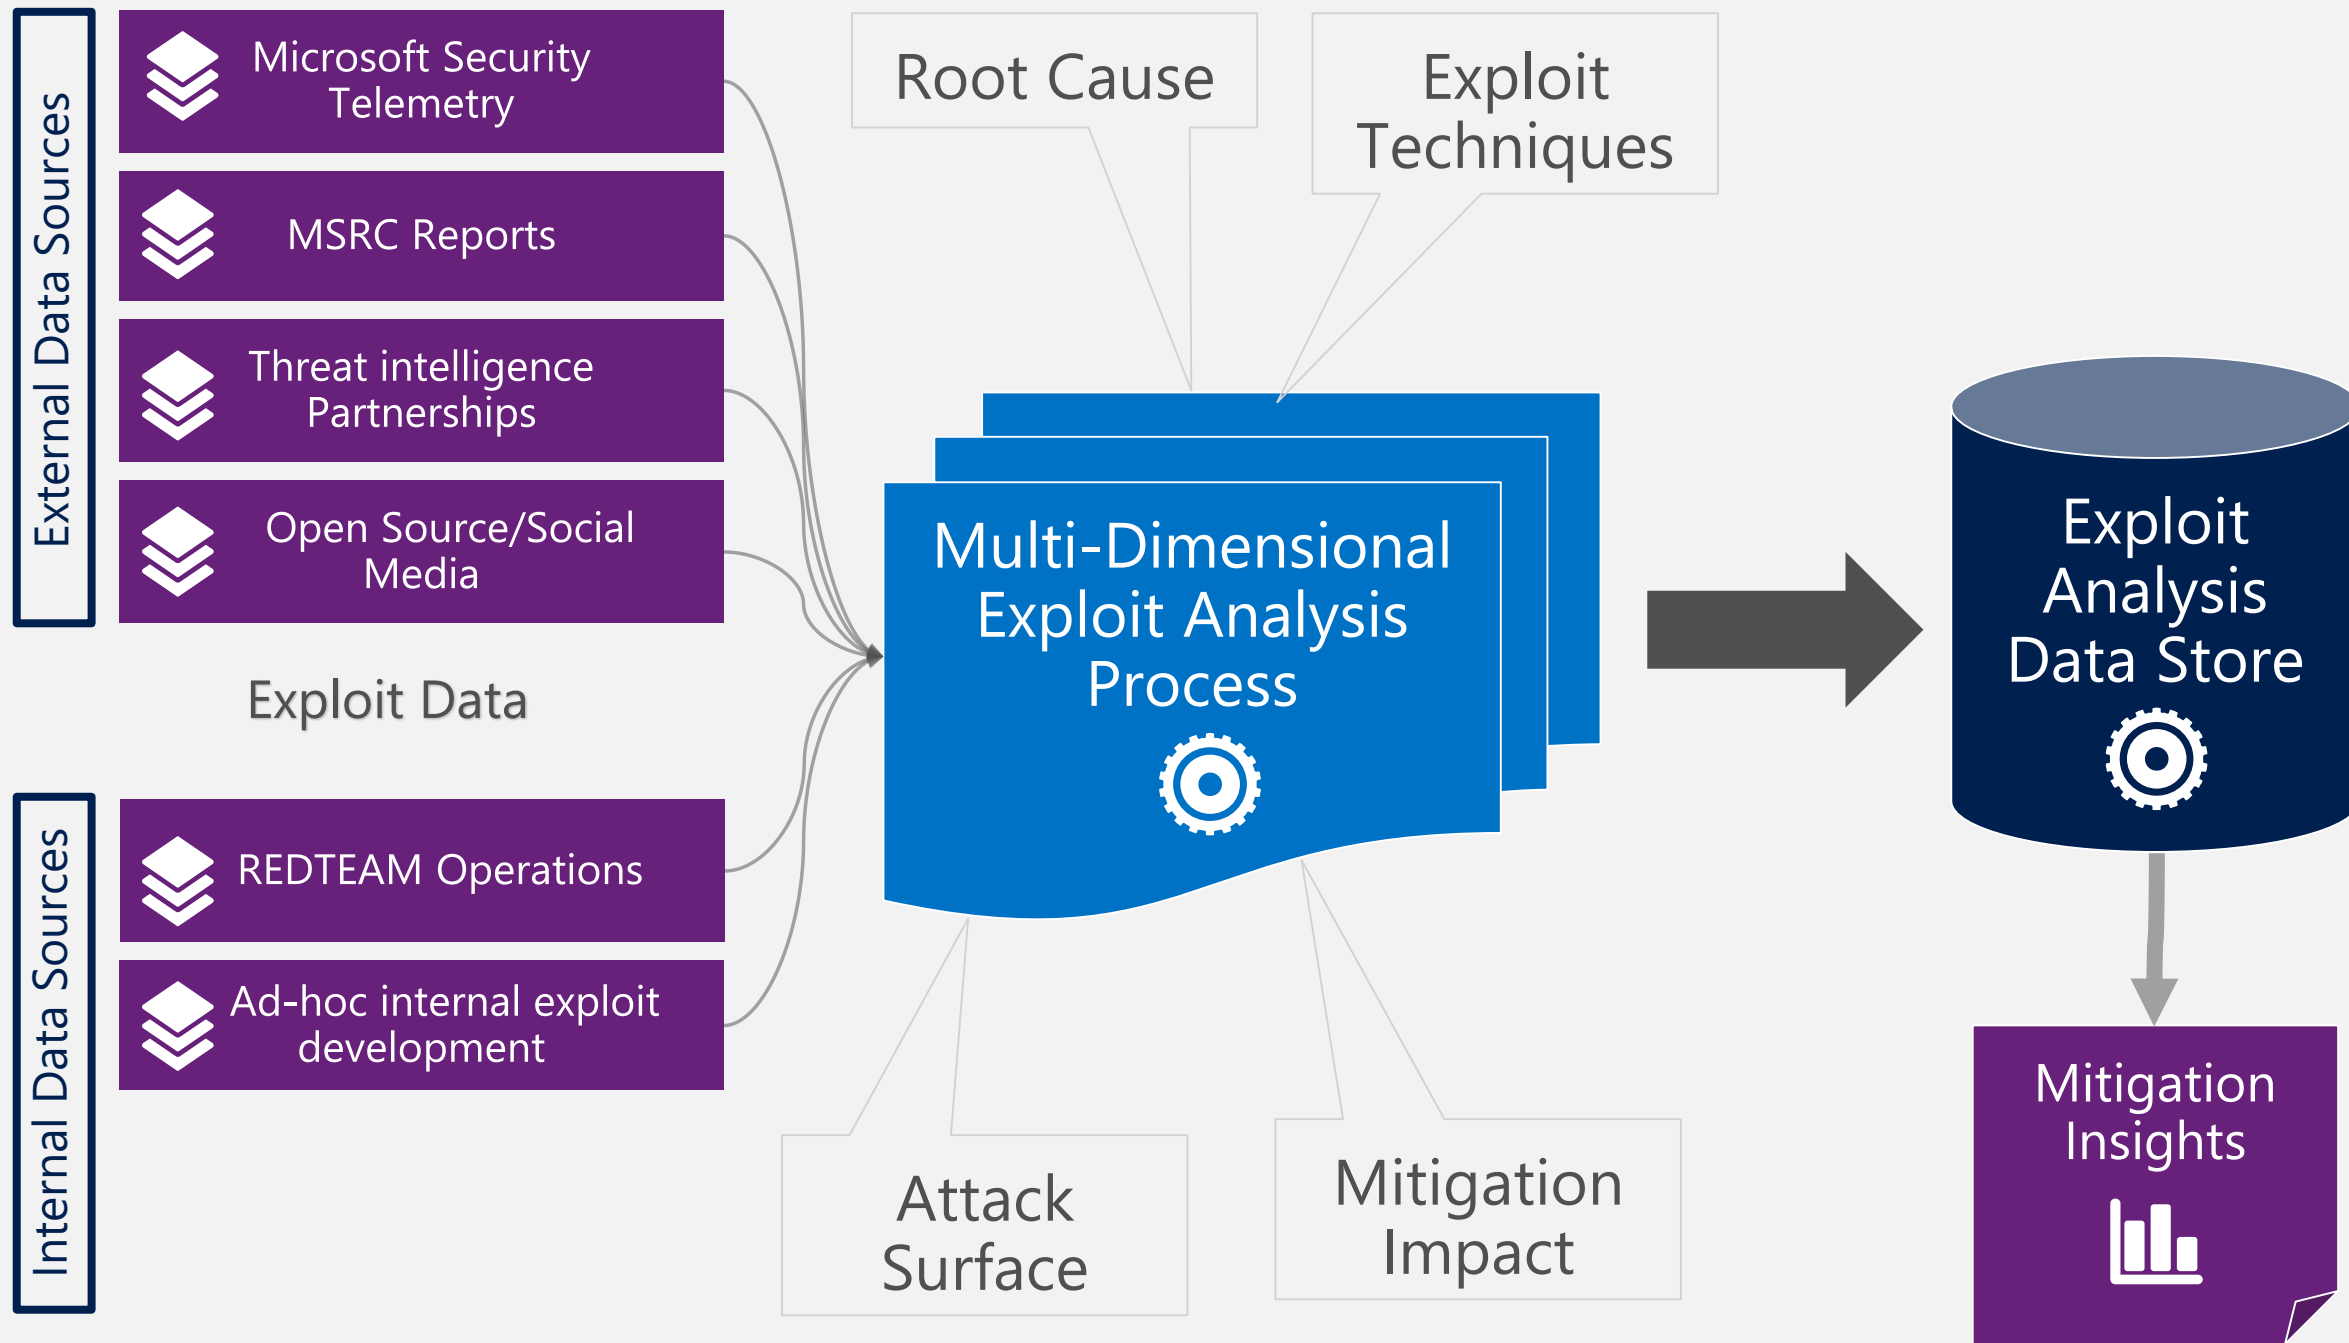 External Data Sources
Microsoft Security
Telemetry
MSRC Reports
Threat intelligence
Partnerships
Open Source/Social
Media
Exploit Data
Internal Data Sources
REDTEAM Operations
Ad-hoc internal exploit
development
Root Cause
Exploit
Techniques
Multi-Dimensional
Exploit Analysis
Process
Attack
Surface
Mitigation
Impact
Exploit
Analysis
Data Store
Mitigation
Insights